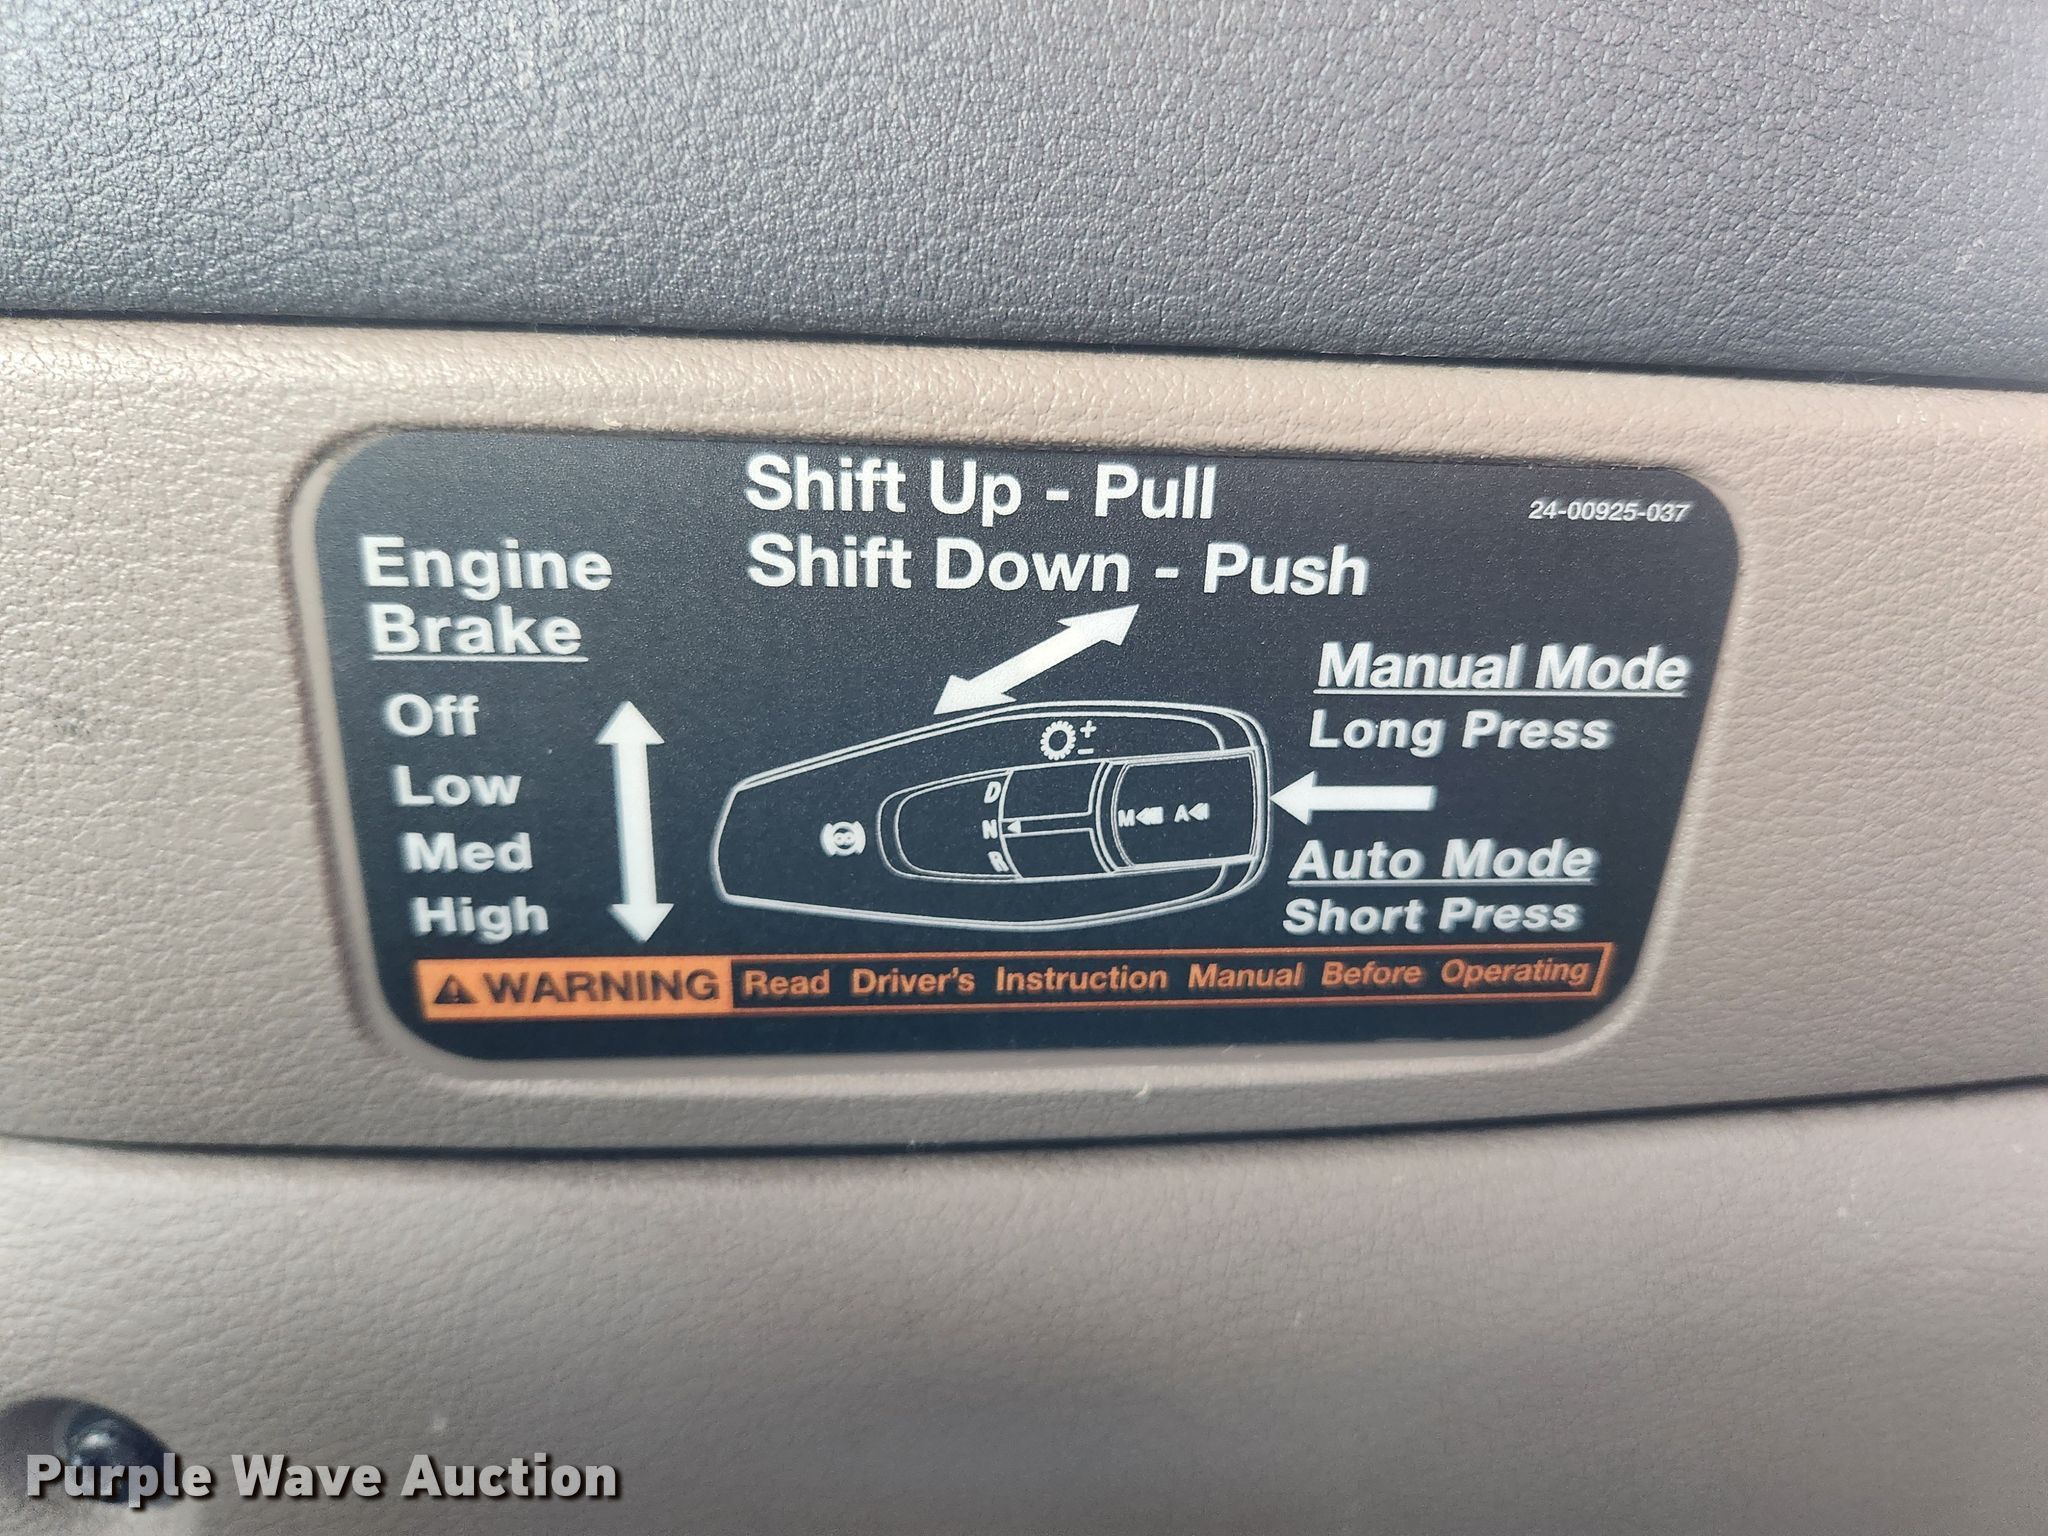 Shift Up - Pull
Shift Down - Push
24-00925-037
Engine
Brake
Off
Low
Med
High
Manual Mode
Long Press
+
-
D
N
R
M A
Auto Mode
Short Press
WARNING Read Driver's Instruction Manual Before Operating
Purple Wave Auction